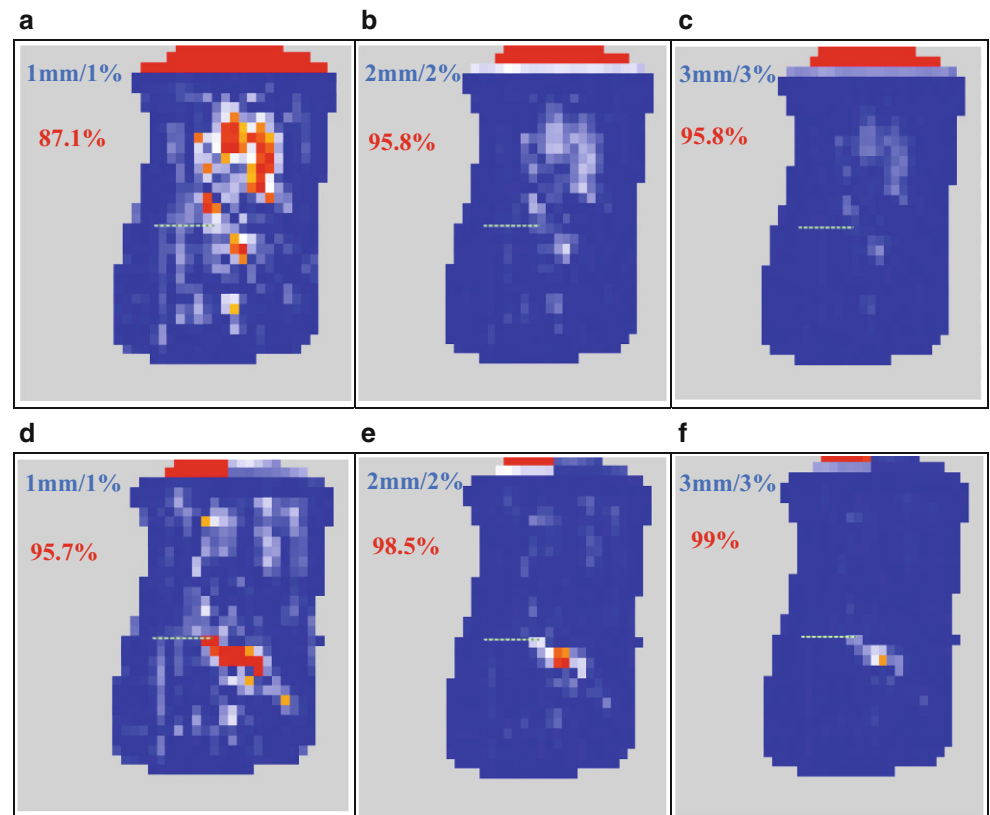 a
b
c
1mm/1%
2mm/2%
3mm/3%
87.1%
95.8%
95.8%
d
e
f
1mm/1%
2mm/2%
3mm/3%
95.7%
98.5%
99%